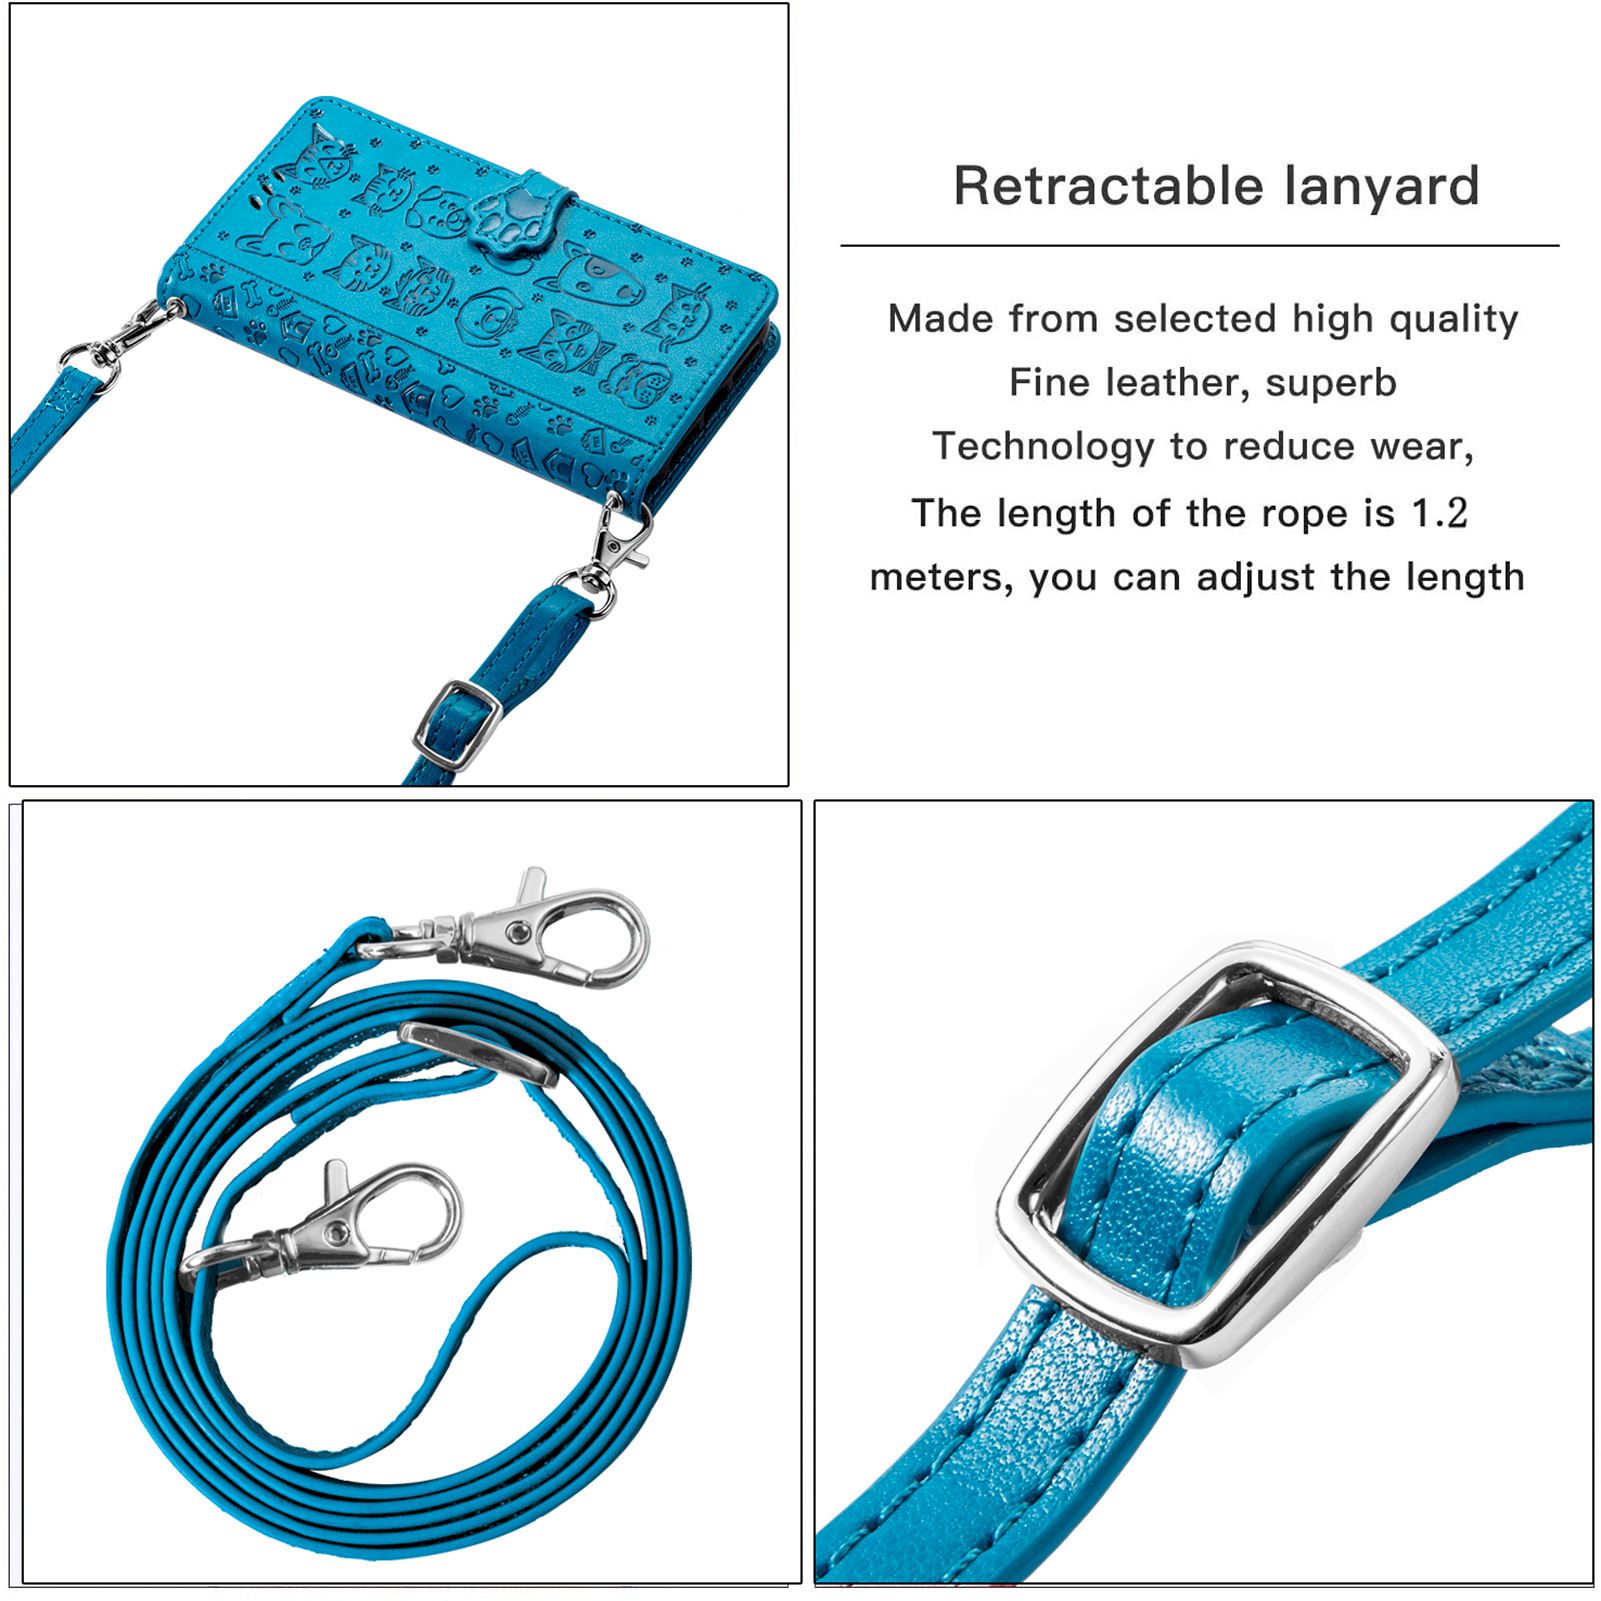 Retractable lanyard
Made from selected high quality
Fine leather, superb
Technology to reduce wear,
The length of the rope is 1.2
meters, you can adjust the length